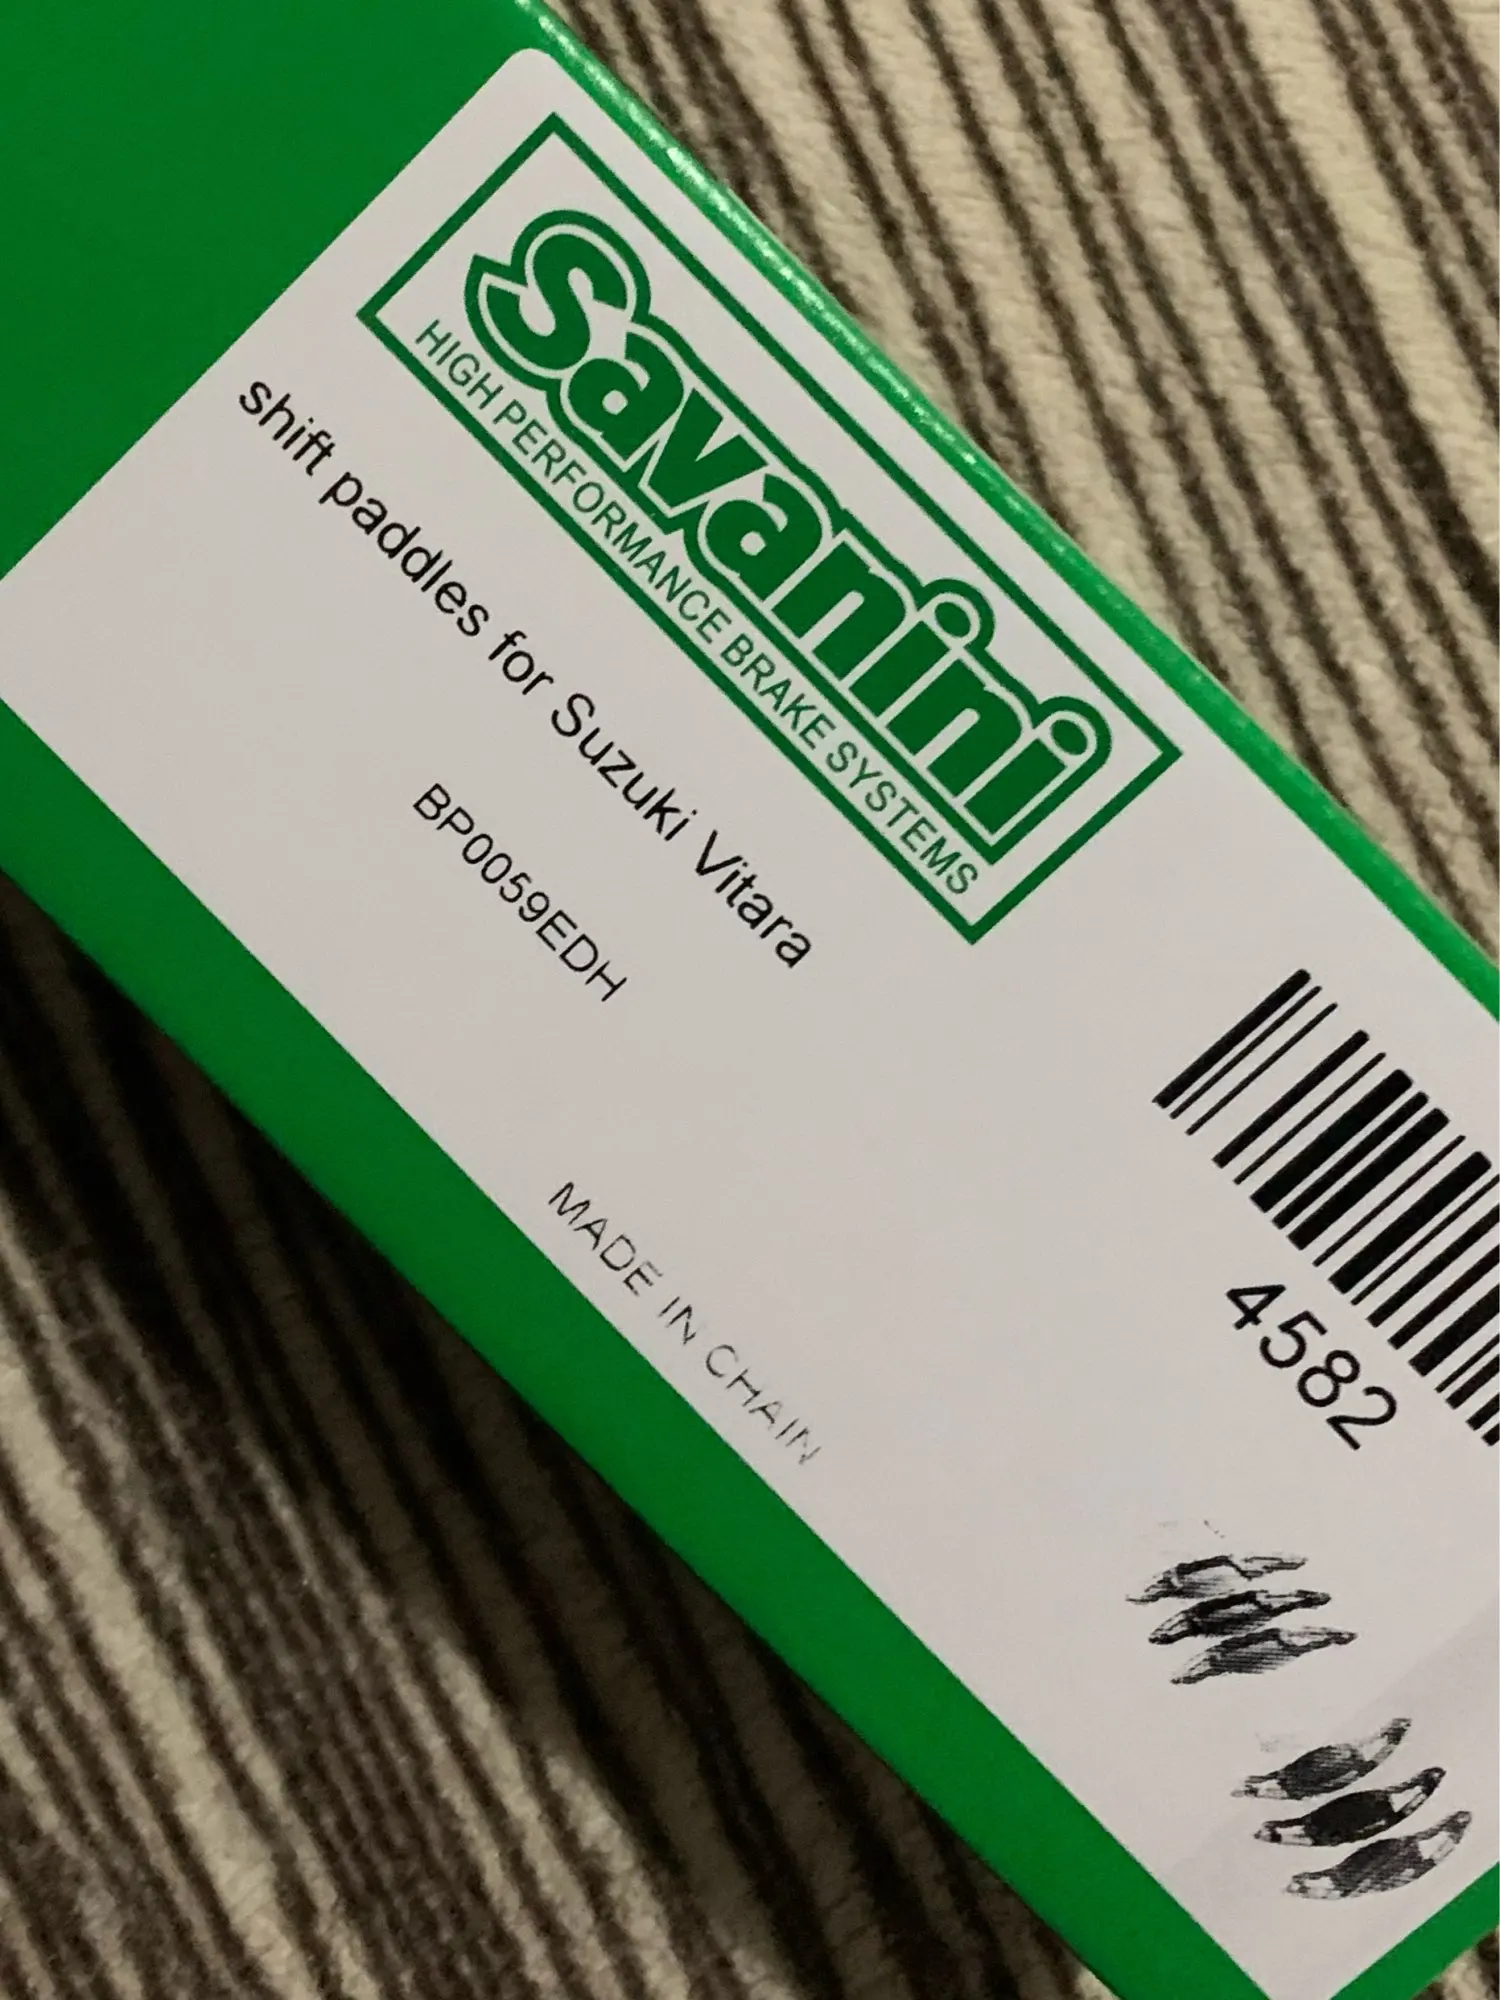 Savanini
HIGH PERFORMANCE BRAKE SYSTEMS
shift paddles for Suzuki Vitara
BP0059EDH
MADE IN CHAIN
4582